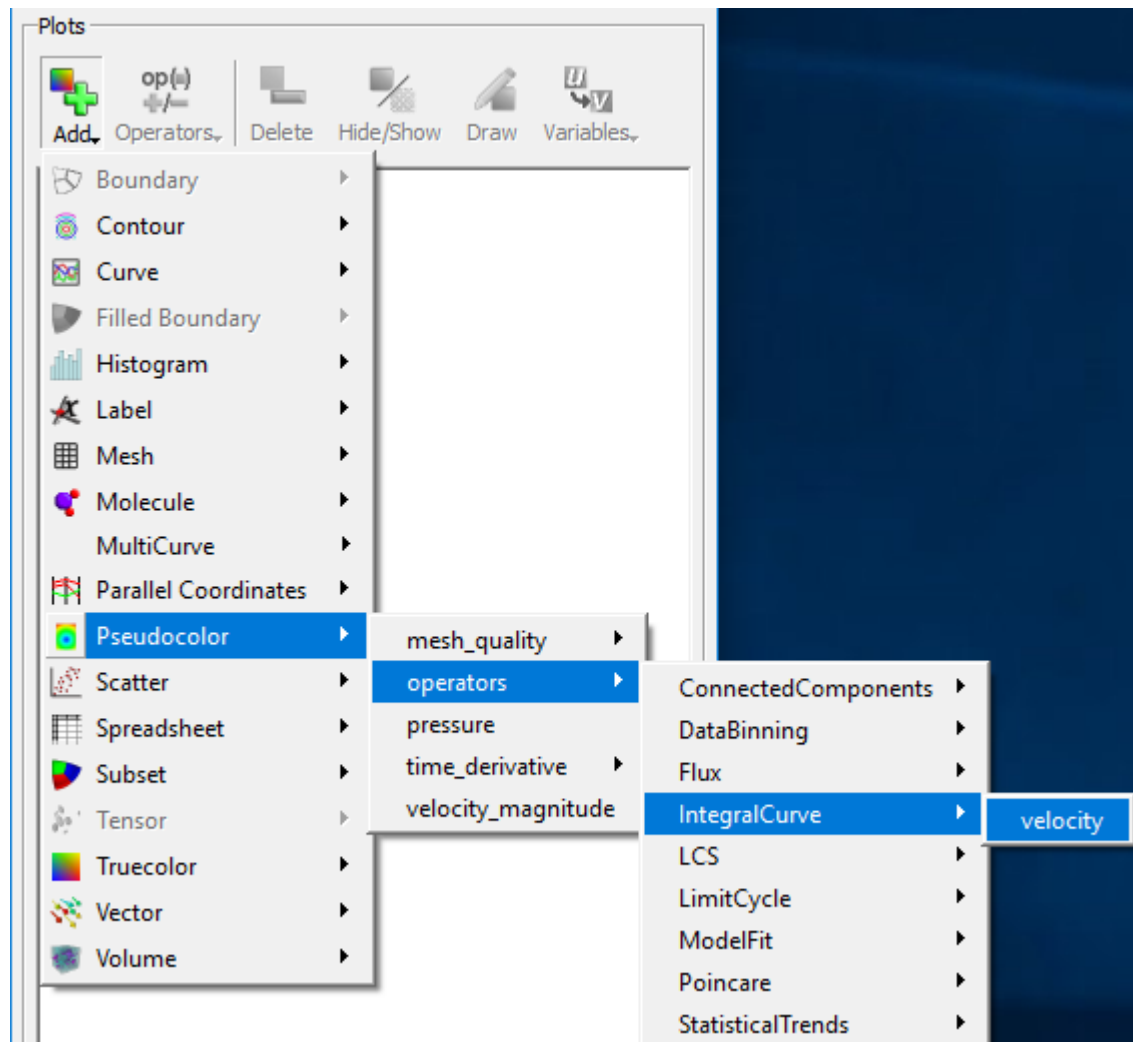 Plots
op(=)
+/–
Add Operators Delete Hide/Show Draw Variables
Boundary
Contour
Curve
Filled Boundary
Histogram
Label
Mesh
Molecule
MultiCurve
Parallel Coordinates
Pseudocolor
Scatter
Spreadsheet
Subset
Tensor
Truecolor
Vector
Volume
mesh_quality
operators
pressure
time_derivative
velocity_magnitude
ConnectedComponents
DataBinning
Flux
IntegralCurve
LCS
LimitCycle
ModelFit
Poincare
StatisticalTrends
velocity